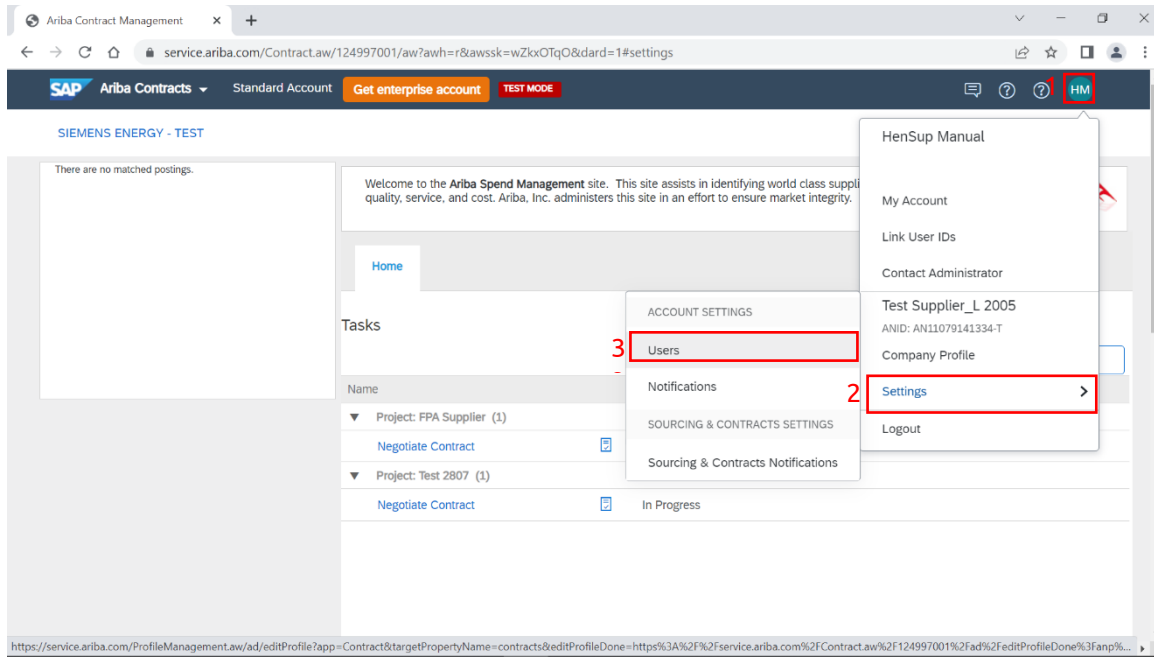 Ariba Contract Management
service.ariba.com/Contract.aw/124997001/aw?awh=r&awssk=wZkxOTqO&dard=1#settings
SAP Ariba Contracts Standard Account Get enterprise account TEST MODE 1 HM
SIEMENS ENERGY - TEST
HenSup Manual
There are no matched postings.
Welcome to the Ariba Spend Management site. This site assists in identifying world class suppli
quality, service, and cost. Ariba, Inc. administers this site in an effort to ensure market integrity.
My Account
Link User IDs
Contact Administrator
Home
Test Supplier_L 2005
ANID: AN11079141334-T
Company Profile
2 Settings
Logout
ACCOUNT SETTINGS
3 Users
Notifications
SOURCING & CONTRACTS SETTINGS
Sourcing & Contracts Notifications
Tasks
Name
Project: FPA Supplier (1)
Negotiate Contract
Project: Test 2807 (1)
Negotiate Contract In Progress
https://service.ariba.com/ProfileManagement.aw/ad/editProfile?app=Contract&targetPropertyName=contracts&editProfileDone=https%3A%2F%2Fservice.ariba.com%2FContract.aw%2F124997001%2Fad%2FeditProfileDone%3Fanp%...